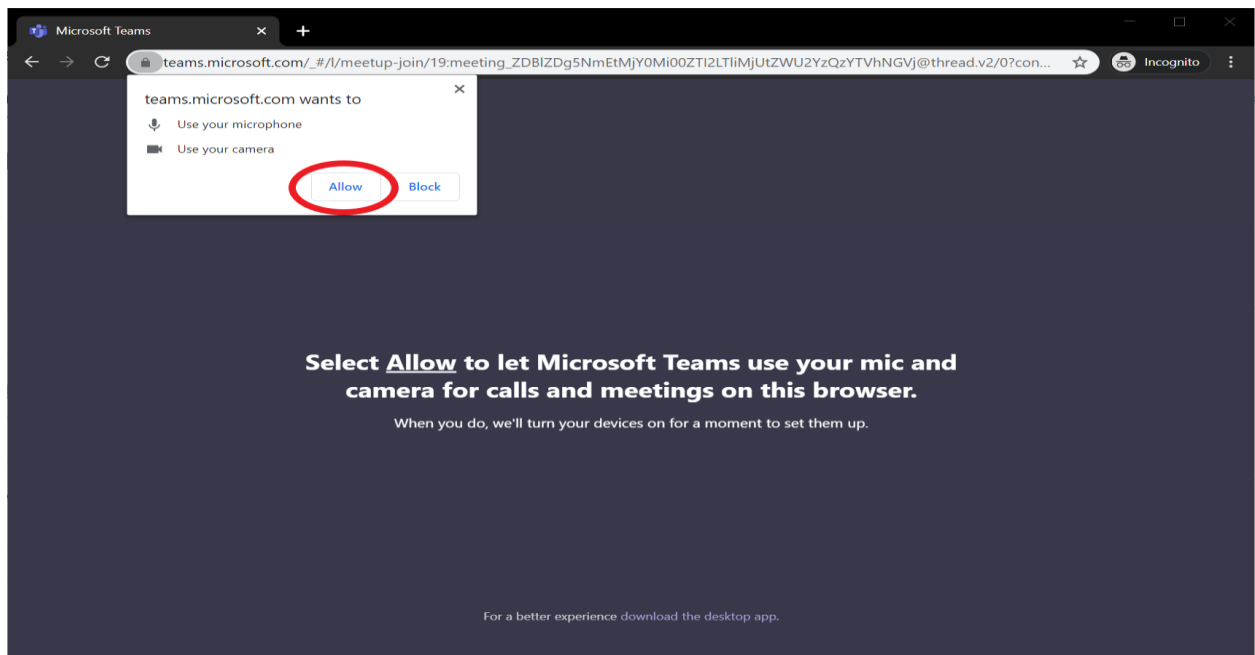 Microsoft Teams
teams.microsoft.com/_#/l/meetup-join/19:meeting_ZDBlZDg5NmEtMjY0Mi00ZTI2LTliMjUtZWU2YzQzYTVhNGVj@thread.v2/0?con...
Incognito
teams.microsoft.com wants to
Use your microphone
Use your camera
Allow
Block
Select Allow to let Microsoft Teams use your mic and
camera for calls and meetings on this browser.
When you do, we'll turn your devices on for a moment to set them up.
For a better experience download the desktop app.